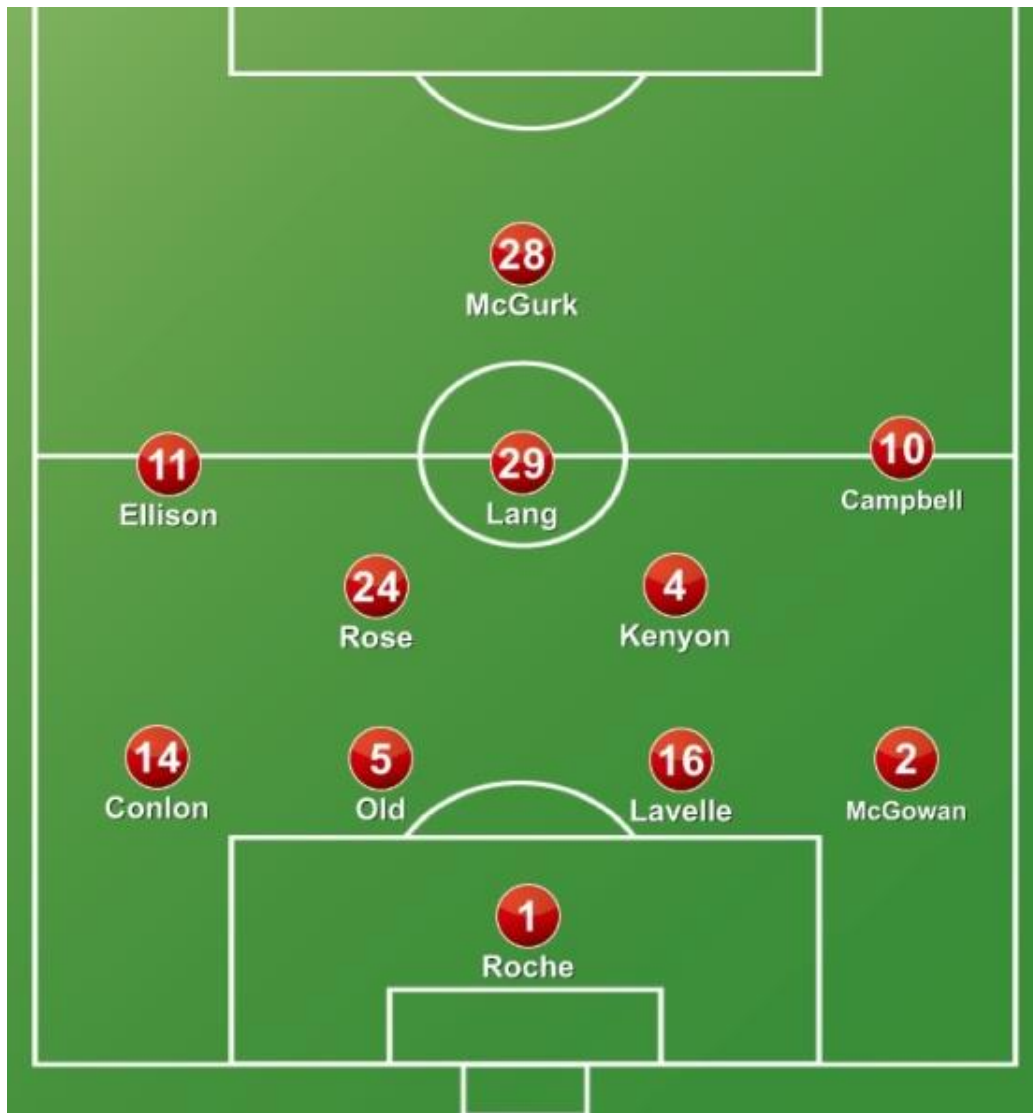 28
McGurk
11
Ellison
29
Lang
10
Campbell
24
Rose
4
Kenyon
14
Conlon
5
Old
16
Lavelle
2
McGowan
1
Roche